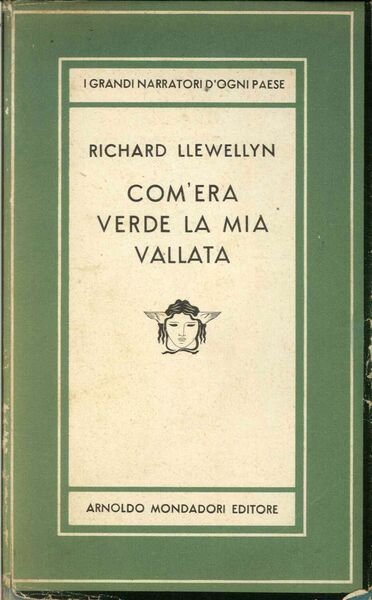 I GRANDI NARRATORI D'OGNI PAESE
RICHARD LLEWELLYN
COM'ERA
VERDE LA MIA
VALLATA
ARNOLDO MONDADORI EDITORE